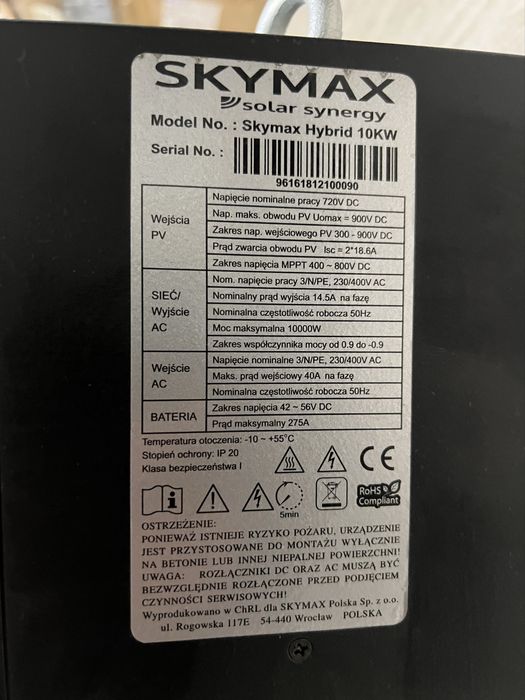 SKYMAX
solar synergy
Model No. : Skymax Hybrid 10KW
Serial No. :
96161812100090
Wejścia PV
Napięcie nominalne pracy 720V DC
Nap. maks. obwodu PV Uomax = 900V DC
Zakres nap. wejściowego PV 300 - 900V DC
Prąd zwarcia obwodu PV Isc = 2*18.6A
Zakres napięcia MPPT 400 ~ 800V DC
SIEĆ/ Wyjście AC
Nom. napięcie pracy 3/N/PE, 230/400V AC
Nominalny prąd wyjścia 14.5A na fazę
Nominalna częstotliwość robocza 50Hz
Moc maksymalna 10000W
Zakres współczynnika mocy od 0.9 do -0.9
Wejście AC
Napięcie nominalne 3/N/PE, 230/400V AC
Maks. prąd wejściowy 40A na fazę
Nominalna częstotliwość robocza 50Hz
BATERIA
Zakres napięcia 42 ~ 56V DC
Prąd maksymalny 275A
Temperatura otoczenia: -10 ~ +55°C
Stopień ochrony: IP 20
Klasa bezpieczeństwa I
CE
5min
RoHS
Compliant
OSTRZEŻENIE:
PONIEWAŻ ISTNIEJE RYZYKO POŻARU, URZĄDZENIE
JEST PRZYSTOSOWANE DO MONTAŻU WYŁĄCZNIE
NA BETONIE LUB INNEJ NIEPALNEJ POWIERZCHNI!
UWAGA: ROZŁĄCZNIKI DC ORAZ AC MUSZĄ BYĆ
BEZWZGLĘDNIE ROZŁĄCZONE PRZED PODJĘCIEM
CZYNNOŚCI SERWISOWYCH!
Wyprodukowano w ChRL dla SKYMAX Polska Sp. z o.o.
ul. Rogowska 117E 54-440 Wrocław POLSKA